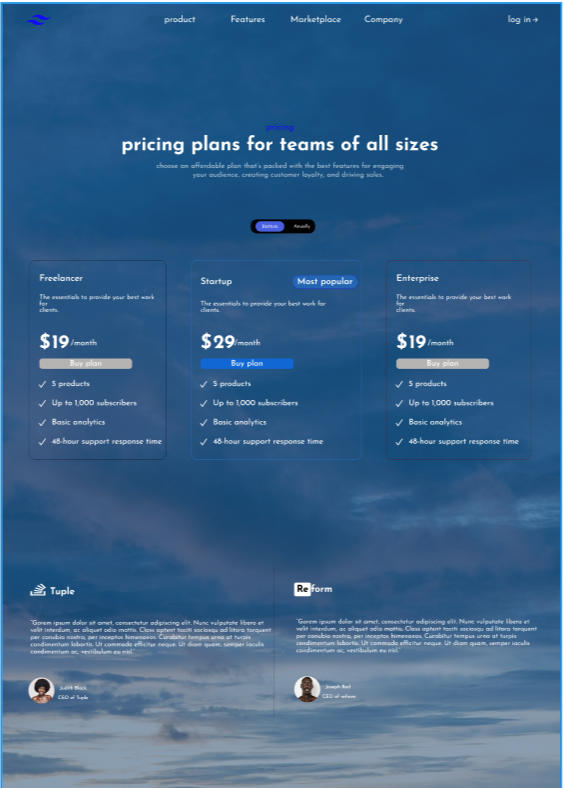 product Features Marketplace Company log in →
pricing
pricing plans for teams of all sizes
choose an affordable plan that's packed with the best features for engaging
your audience, creating customer loyalty, and driving sales.
Freelancer
The essentials to provide your best work
for
clients.
$19 /month
Buy plan
5 products
Up to 1,000 subscribers
Basic analytics
48-hour support response time
Startup Most popular
The essentials to provide your best work for
clients.
$29/month
Buy plan
5 products
Up to 1,000 subscribers
Basic analytics
48-hour support response time
Enterprise
The essentials to provide your best work
for
clients.
$19 /month
Buy plan
5 products
Up to 1,000 subscribers
Basic analytics
48-hour support response time
Tuple
"Gorem ipsum dolor sit amet, consectetur adipiscing elit. Nunc vulputate libero et
velit interdum, ac aliquet odio mattis. Class aptent taciti sociosqu ad litora torquent
per conubia nostra, per inceptos himenaeos. Curabitur tempus urna at turpis
condimentum lobortis. Ut commodo efficitur neque. Ut diam quam, semper iaculis
condimentum ac, vestibulum eu nisl."
Judith Black
CEO of Tuple
Reform
"Gorem ipsum dolor sit amet, consectetur adipiscing elit. Nunc vulputate libero et
velit interdum, ac aliquet odio mattis. Class aptent taciti sociosqu ad litora torquent
per conubia nostra, per inceptos himenaeos. Curabitur tempus urna at turpis
condimentum lobortis. Ut commodo efficitur neque. Ut diam quam, semper iaculis
condimentum ac, vestibulum eu nisl."
Joseph
CEO of